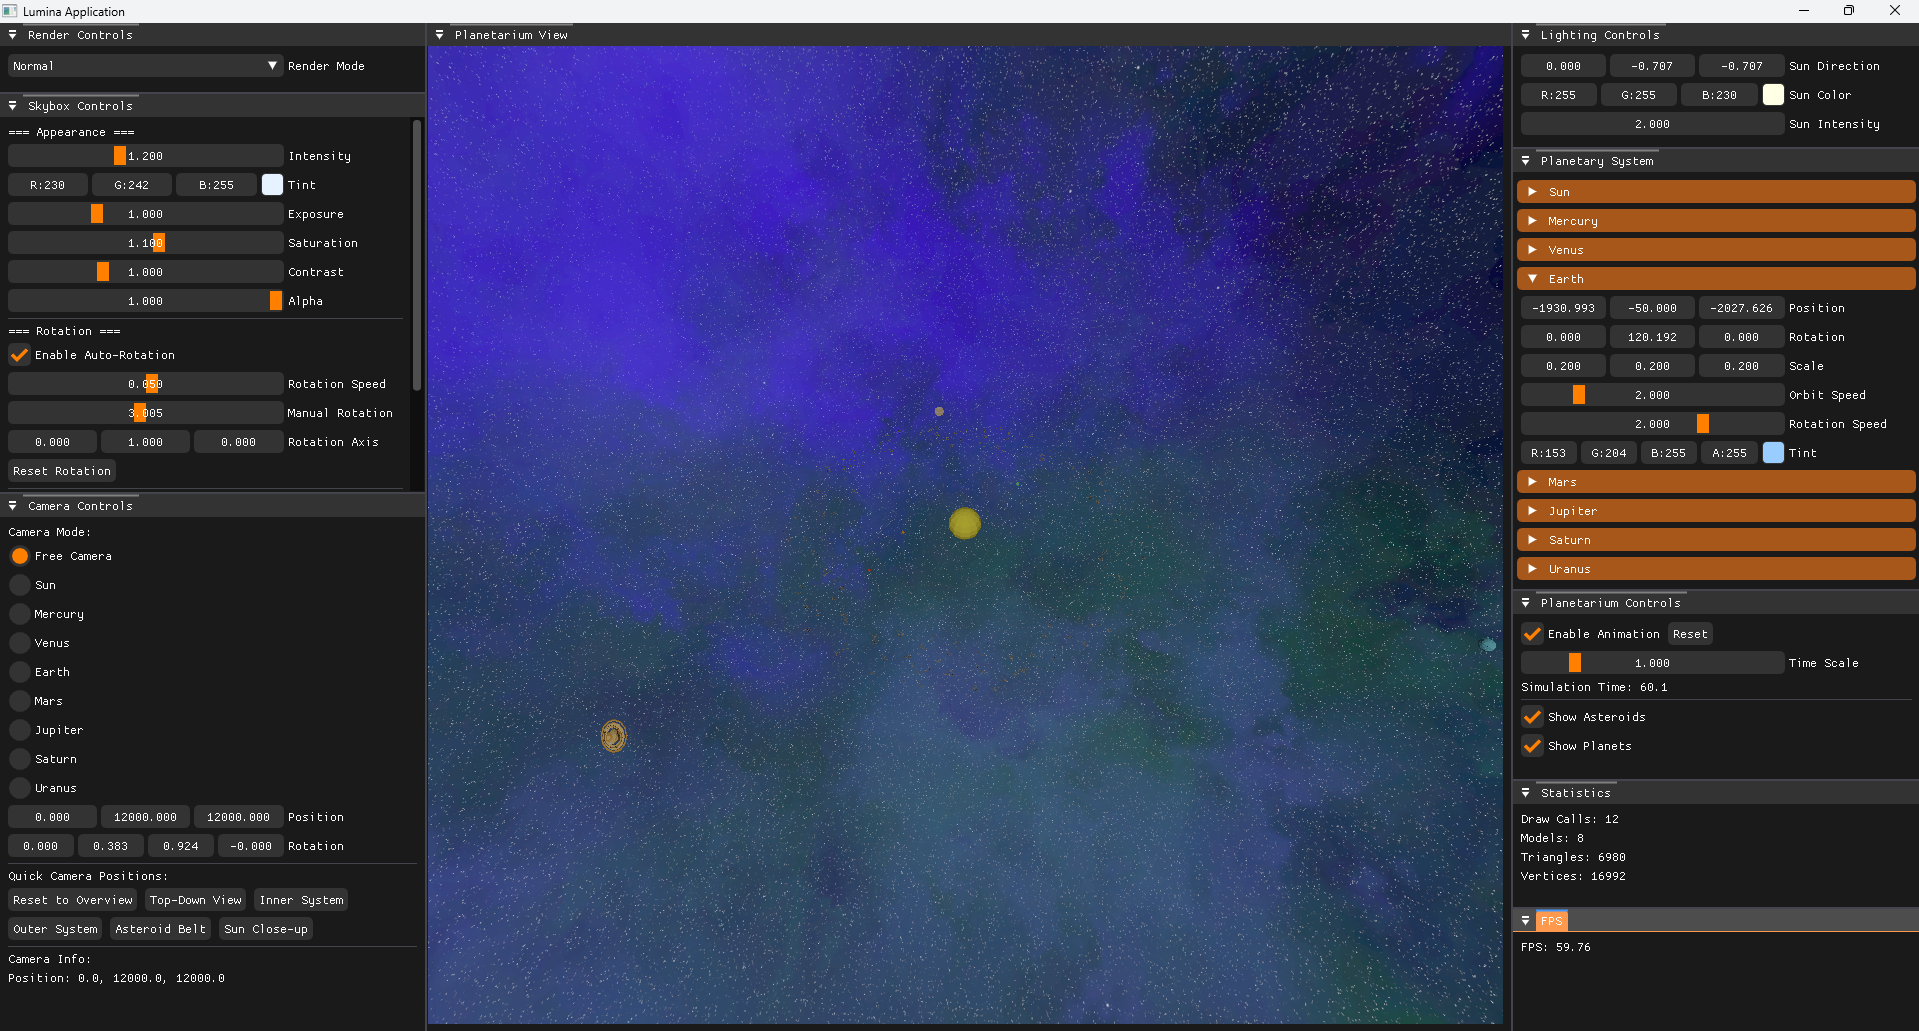 Lumina Application
Render Controls
Normal Render Mode
Skybox Controls
=== Appearance ===
1.200 Intensity
R:230 G:242 B:255 Tint
1.000 Exposure
1.100 Saturation
1.000 Contrast
1.000 Alpha
=== Rotation ===
Enable Auto-Rotation
0.050 Rotation Speed
3.005 Manual Rotation
0.000 1.000 0.000 Rotation Axis
Reset Rotation
Camera Controls
Camera Mode:
Free Camera
Sun
Mercury
Venus
Earth
Mars
Jupiter
Saturn
Uranus
0.000 12000.000 12000.000 Position
0.000 0.383 0.924 -0.000 Rotation
Quick Camera Positions:
Reset to Overview Top-Down View Inner System
Outer System Asteroid Belt Sun Close-up
Camera Info:
Position: 0.0, 12000.0, 12000.0
Planetarium View
Lighting Controls
0.000 -0.707 -0.707 Sun Direction
R:255 G:255 B:230 Sun Color
2.000 Sun Intensity
Planetary System
Sun
Mercury
Venus
Earth
-1930.993 -50.000 -2027.626 Position
0.000 120.192 0.000 Rotation
0.200 0.200 0.200 Scale
2.000 Orbit Speed
2.000 Rotation Speed
R:153 G:204 B:255 A:255 Tint
Mars
Jupiter
Saturn
Uranus
Planetarium Controls
Enable Animation Reset
1.000 Time Scale
Simulation Time: 60.1
Show Asteroids
Show Planets
Statistics
Draw Calls: 12
Models: 8
Triangles: 6980
Vertices: 16992
FPS
FPS: 59.76